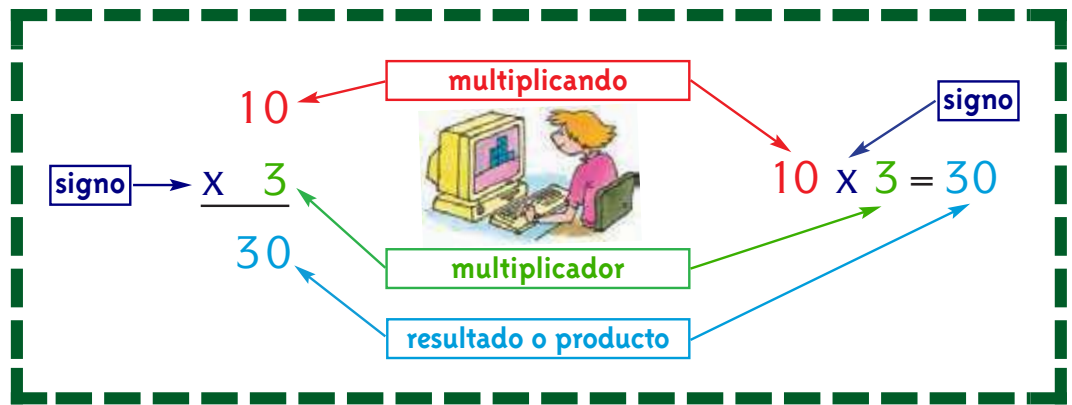 multiplicando
10
signo
signo
x 3
10 x 3 = 30
30
multiplicador
resultado o producto